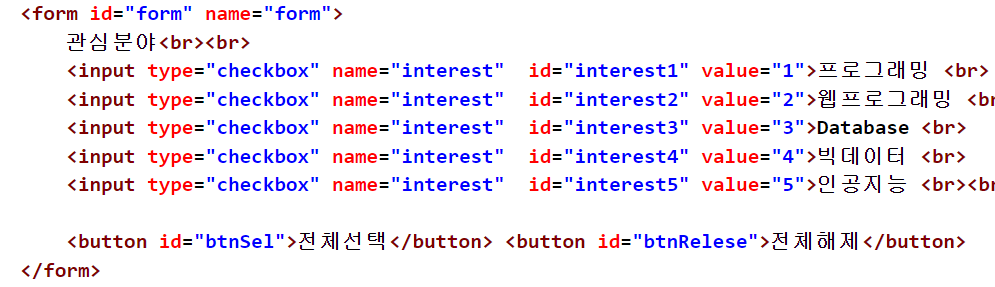 <form id="form" name="form">
관심분야<br><br>
<input type="checkbox" name="interest"  id="interest1" value="1">프로그래밍 <br>
<input type="checkbox" name="interest"  id="interest2" value="2">웹프로그래밍 <br
<input type="checkbox" name="interest"  id="interest3" value="3">Database <br>
<input type="checkbox" name="interest"  id="interest4" value="4">빅데이터 <br>
<input type="checkbox" name="interest"  id="interest5" value="5">인공지능 <br><br
<button id="btnSel">전체선택</button> <button id="btnRelese">전체해제</button>
</form>